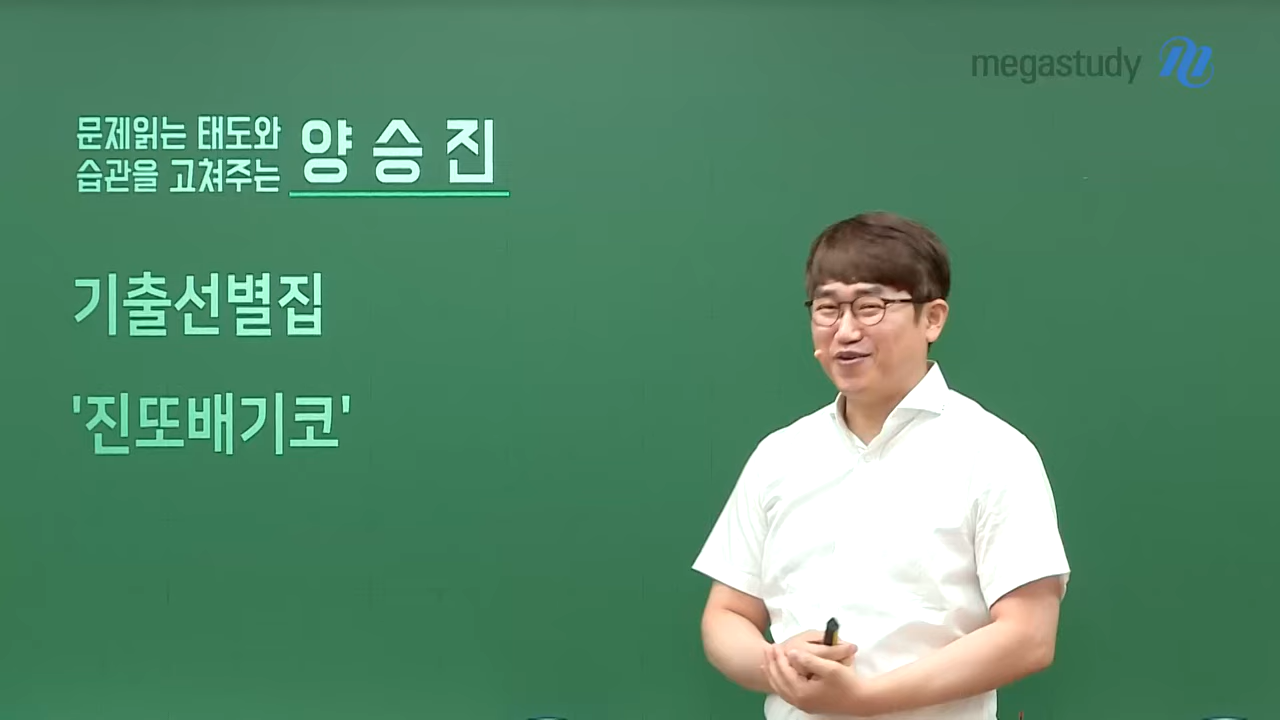 megastudy
문제읽는 태도와
습관을 고쳐주는 양승진
기출선별집
'진또배기코'